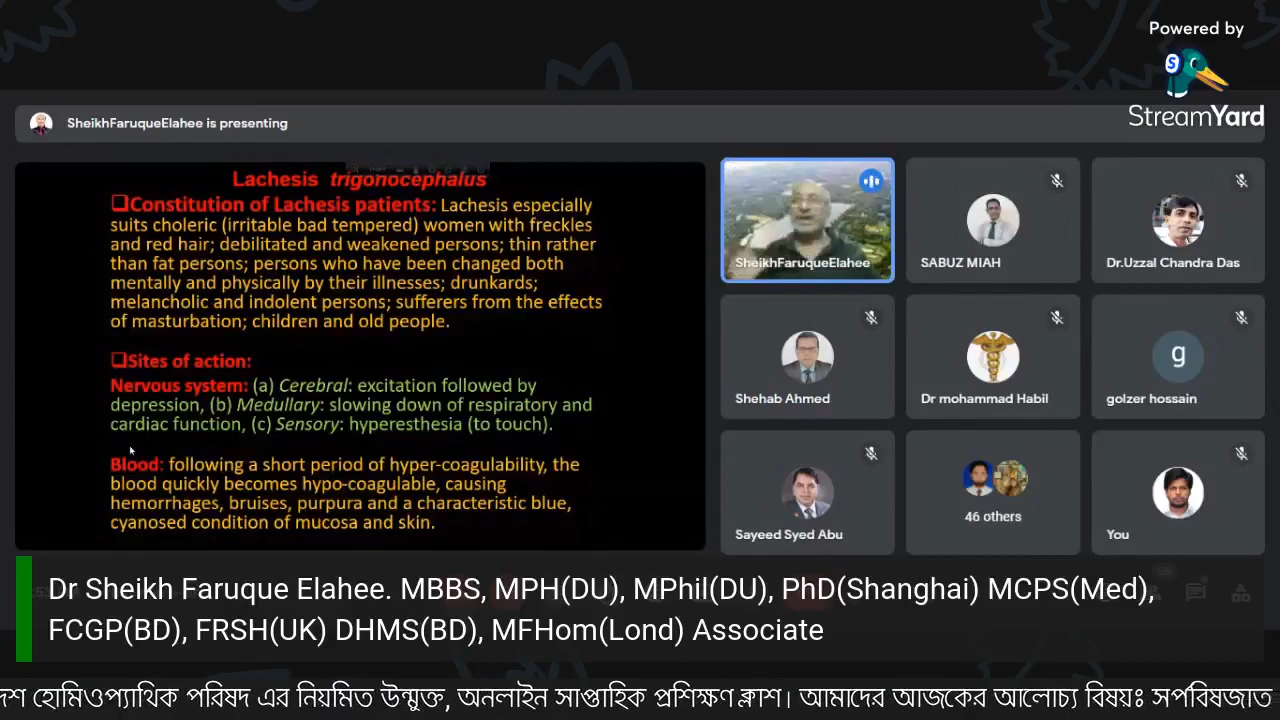 Powered by
StreamYard
SheikhFaruqueElahee is presenting
Lachesis trigonocephalus
❑Constitution of Lachesis patients: Lachesis especially
suits choleric (irritable bad tempered) women with freckles
and red hair; debilitated and weakened persons; thin rather
than fat persons; persons who have been changed both
mentally and physically by their illnesses; drunkards;
melancholic and indolent persons; sufferers from the effects
of masturbation; children and old people.
❑Sites of action:
Nervous system: (a) Cerebral: excitation followed by
depression, (b) Medullary: slowing down of respiratory and
cardiac function, (c) Sensory: hyperesthesia (to touch).
Blood: following a short period of hyper-coagulability, the
blood quickly becomes hypo-coagulable, causing
hemorrhages, bruises, purpura and a characteristic blue,
cyanosed condition of mucosa and skin.
SheikhFaruqueElahee
SABUZ MIAH
Dr.Uzzal Chandra Das
Shehab Ahmed
Dr mohammad Habil
g
golzer hossain
Sayeed Syed Abu
46 others
You
Dr Sheikh Faruque Elahee. MBBS, MPH(DU), MPhil(DU), PhD(Shanghai) MCPS(Med),
FCGP(BD), FRSH(UK) DHMS(BD), MFHom(Lond) Associate
দেশ হোমিওপ্যাথিক পরিষদ এর নিয়মিত উন্মুক্ত, অনলাইন সাপ্তাহিক প্রশিক্ষণ ক্লাশ। আমাদের আজকের আলোচ্য বিষয়ঃ সর্পবিষজাত